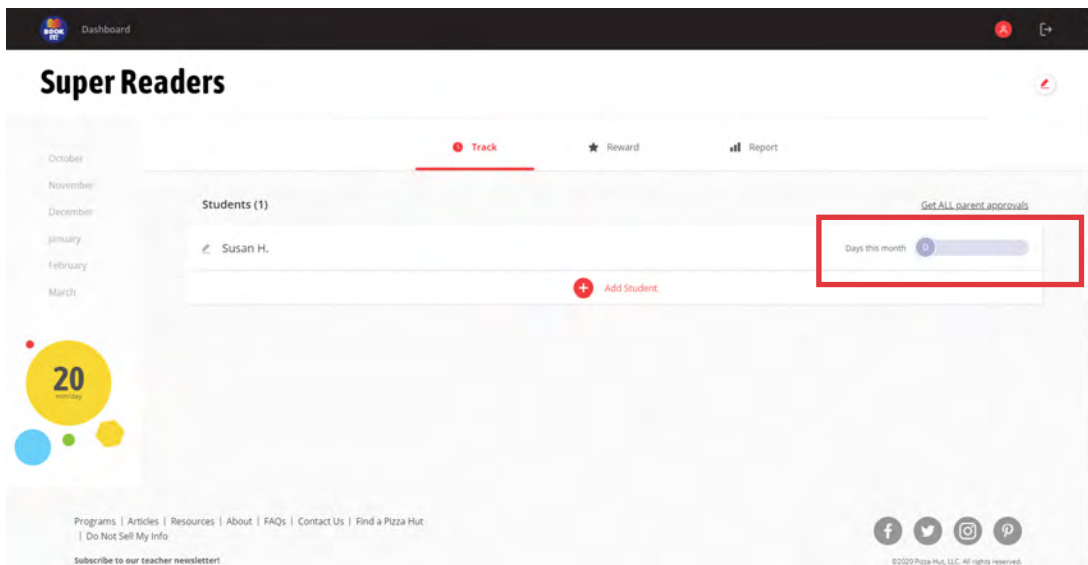 BOOK IT! Dashboard
Super Readers
Track Reward Report
October
November
December
January
February
March
Students (1) Get ALL parent approvals
Susan H. Days this month 0
Add Student
20
min/day
Programs | Articles | Resources | About | FAQs | Contact Us | Find a Pizza Hut
| Do Not Sell My Info
Subscribe to our teacher newsletter! ©2020 Pizza Hut, LLC. All rights reserved.